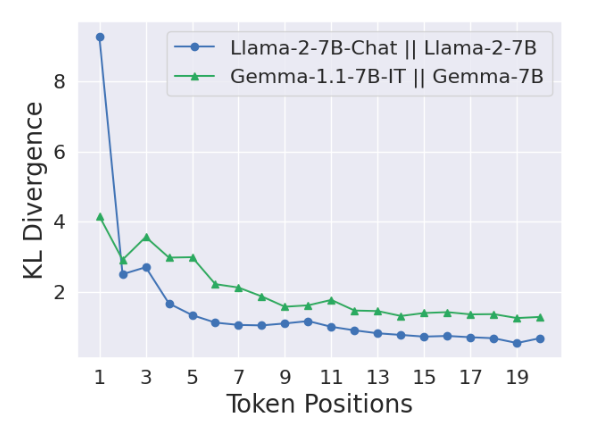 Llama-2-7B-Chat || Llama-2-7B
Gemma-1.1-7B-IT || Gemma-7B
KL Divergence
8
6
4
2
1 3 5 7 9 11 13 15 17 19
Token Positions